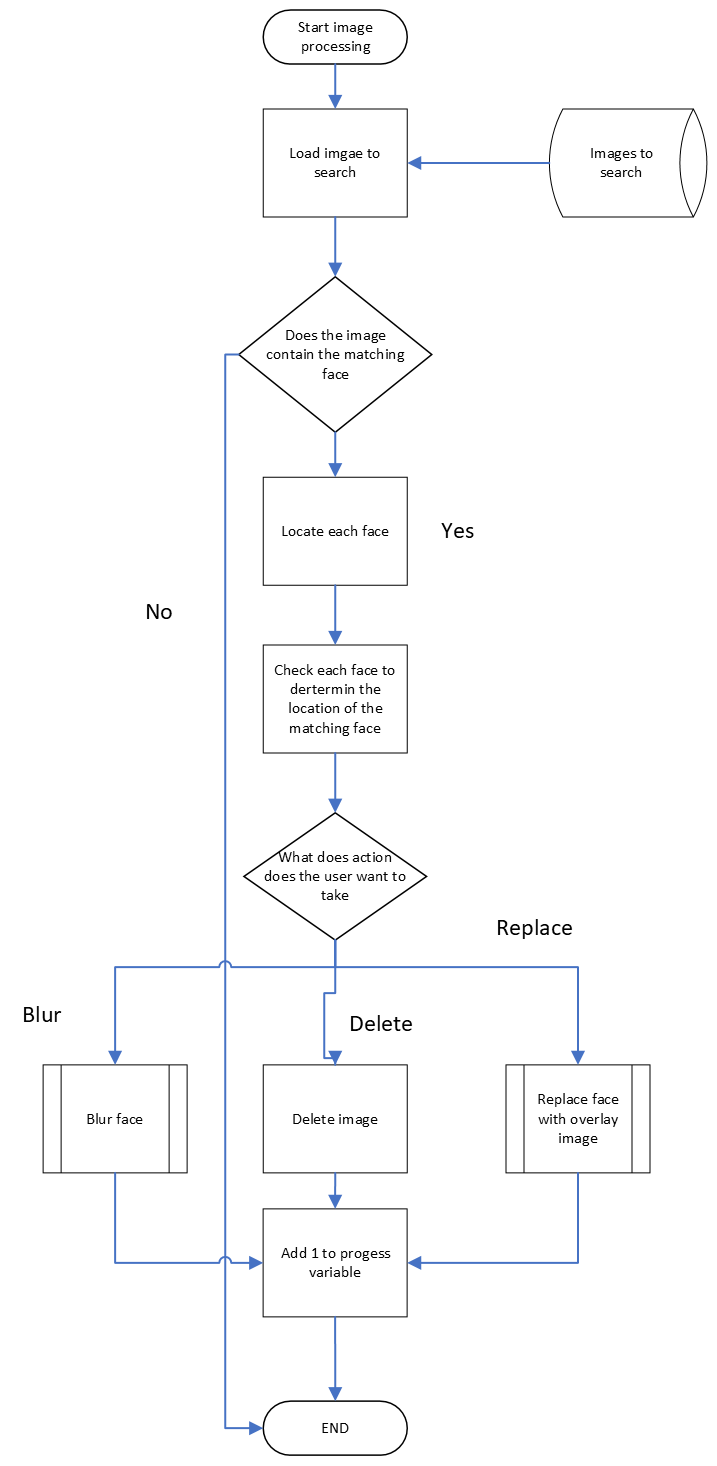 Start image
processing
Load imgae to
search
Images to
search
Does the image
contain the matching
face
Locate each face
Yes
No
Check each face to
dertermin the
location of the
matching face
What does action
does the user want to
take
Replace
Blur
Delete
Blur face
Delete image
Replace face
with overlay
image
Add 1 to progess
variable
END